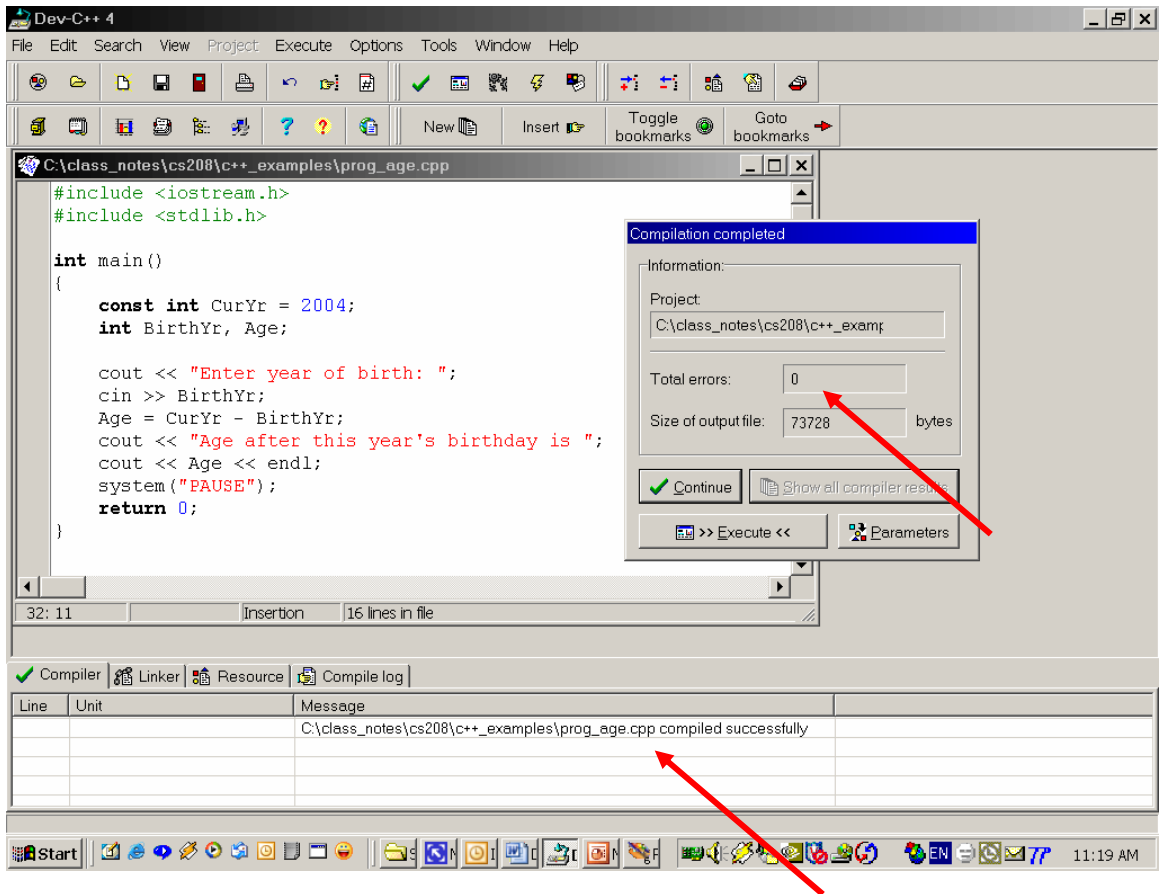 Dev-C++ 4
File Edit Search View Project Execute Options Tools Window Help
New Insert Toggle bookmarks Goto bookmarks
C:\class_notes\cs208\c++_examples\prog_age.cpp
#include <iostream.h>
#include <stdlib.h>
int main()
{
const int CurYr = 2004;
int BirthYr, Age;
cout << "Enter year of birth: ";
cin >> BirthYr;
Age = CurYr - BirthYr;
cout << "Age after this year's birthday is ";
cout << Age << endl;
system("PAUSE");
return 0;
}
32: 11 Insertion 16 lines in file
Compilation completed
Information:
Project:
C:\class_notes\cs208\c++_examp
Total errors: 0
Size of output file: 73728 bytes
Continue Show all compiler results
>> Execute << Parameters
Compiler Linker Resource Compile log
Line Unit Message
C:\class_notes\cs208\c++_examples\prog_age.cpp compiled successfully
Start EN 11:19 AM